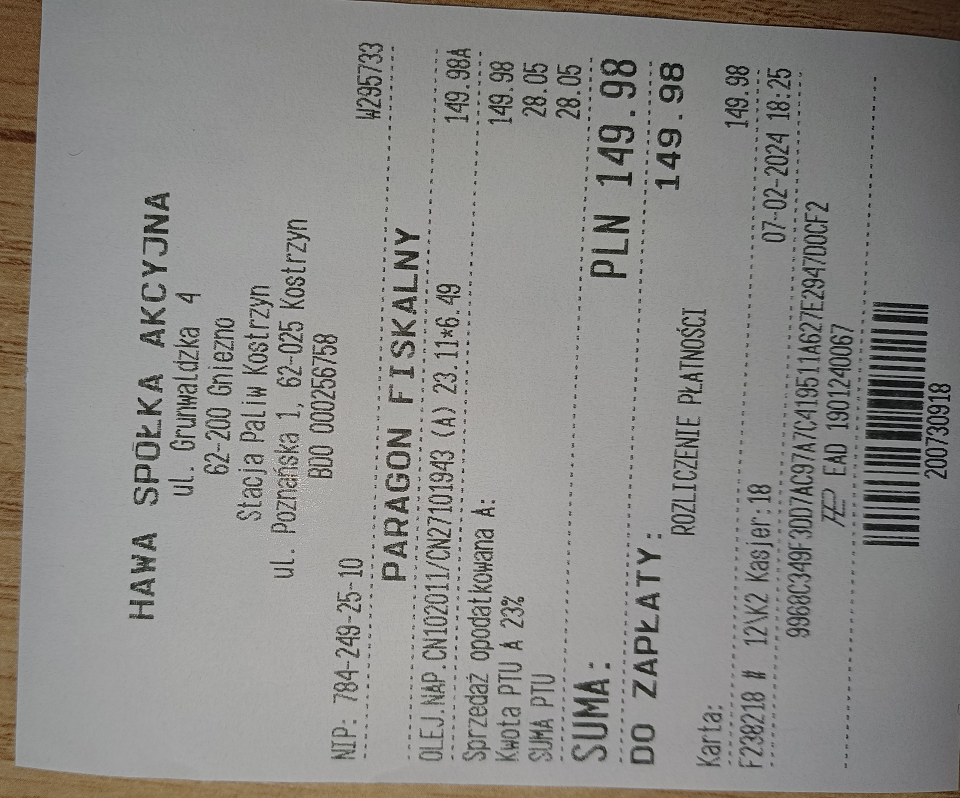 HAWA SPÓŁKA AKCYJNA
ul. Grunwaldzka 4
62-200 Gniezno
Stacja Paliw Kostrzyn
ul. Poznańska 1, 62-025 Kostrzyn
BDO 000256758
NIP: 784-249-25-10 W295733
PARAGON FISKALNY
OLEJ.NAP.CN102011/CN27101943 (A) 23.11*6.49 149.98A
Sprzedaż opodatkowana A: 149.98
Kwota PTU A 23% 28.05
SUMA PTU 28.05
SUMA: PLN 149.98
DO ZAPŁATY: 149.98
ROZLICZENIE PŁATNOŚCI
Karta: 149.98
F238218 # 12\K2 Kasjer:18 07-02-2024 18:25
9968C349F3DD7AC97A7C419511A627E2947D0CF2
EAD 1901240067
200730918